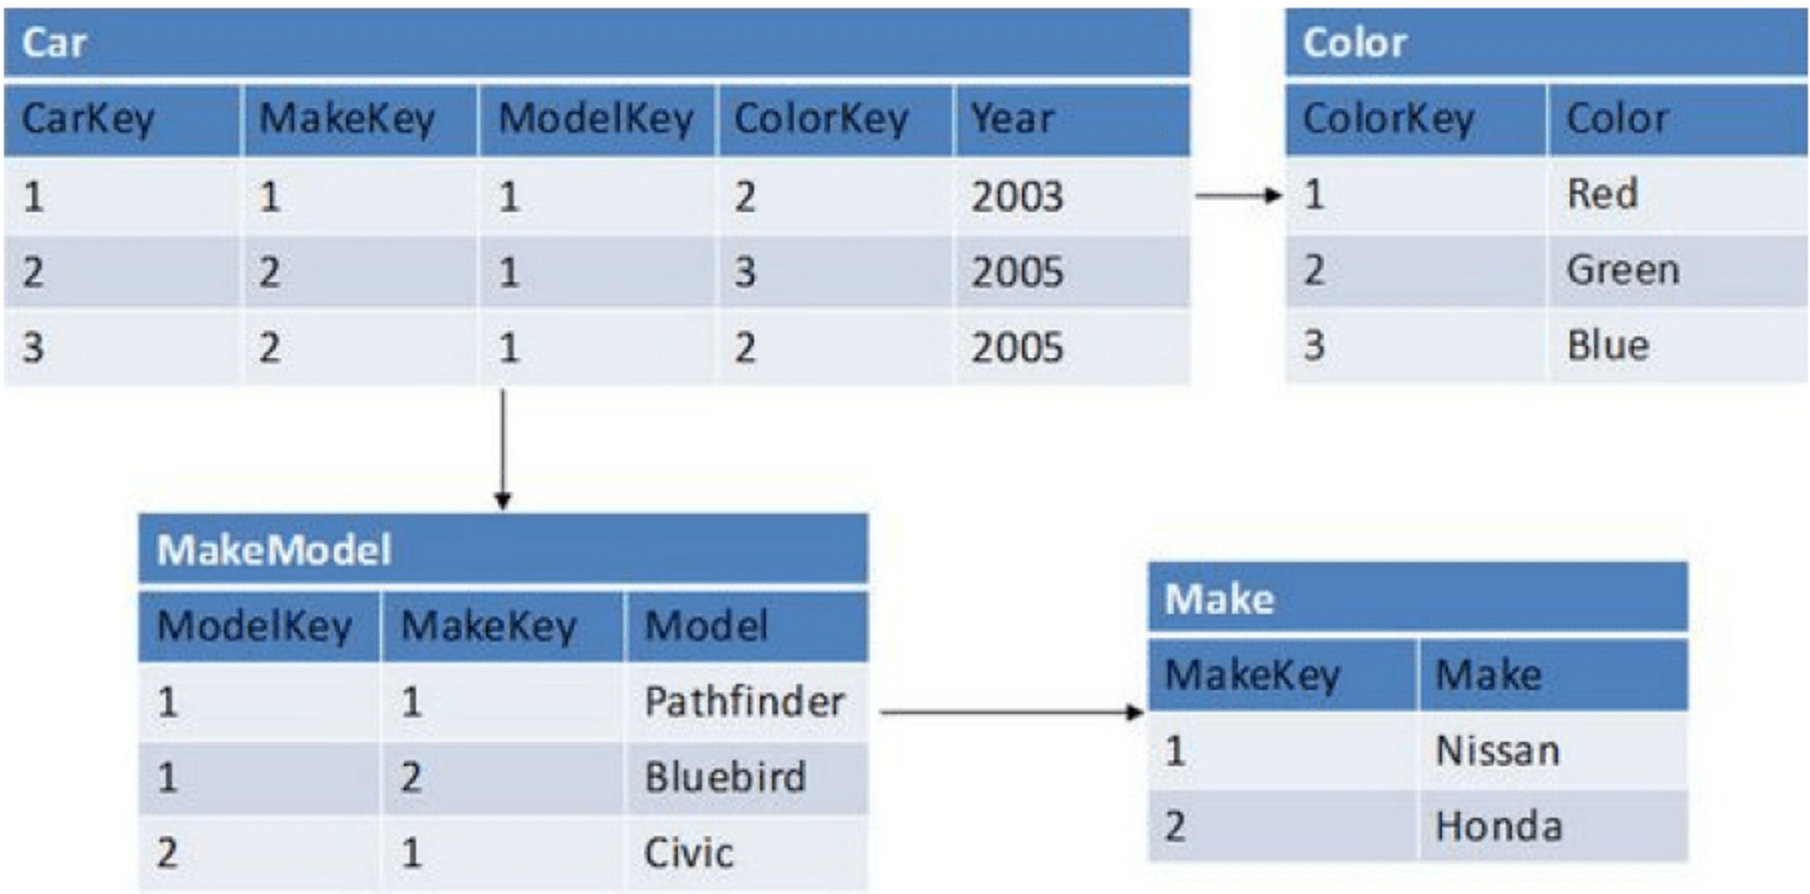 Car
CarKey MakeKey ModelKey ColorKey Year
1 1 1 2 2003
2 2 1 3 2005
3 2 1 2 2005
Color
ColorKey Color
1 Red
2 Green
3 Blue
MakeModel
ModelKey MakeKey Model
1 1 Pathfinder
1 2 Bluebird
2 1 Civic
Make
MakeKey Make
1 Nissan
2 Honda